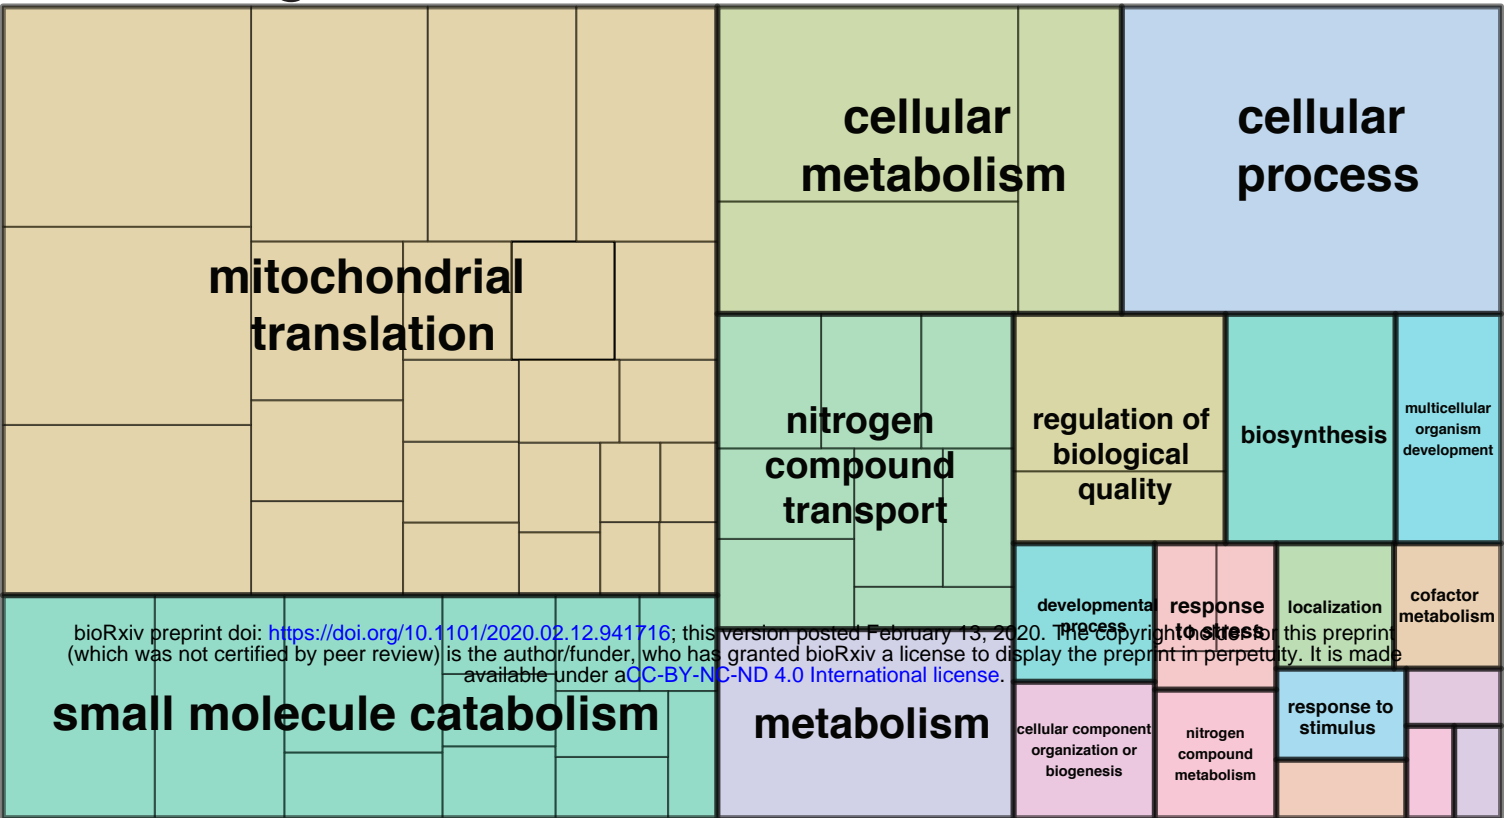 cellular
metabolism
cellular
process
mitochondrial
translation
nitrogen
compound
transport
regulation of
biological
quality
biosynthesis
multicellular
organism
development
developmental
process
response
to stress
localization
cofactor
metabolism
bioRxiv preprint doi: https://doi.org/10.1101/2020.02.12.941716; this version posted February 13, 2020. The copyright holder for this preprint
(which was not certified by peer review) is the author/funder, who has granted bioRxiv a license to display the preprint in perpetuity. It is made
available under aCC-BY-NC-ND 4.0 International license.
small molecule catabolism
metabolism
cellular component
organization or
biogenesis
nitrogen
compound
metabolism
response to
stimulus